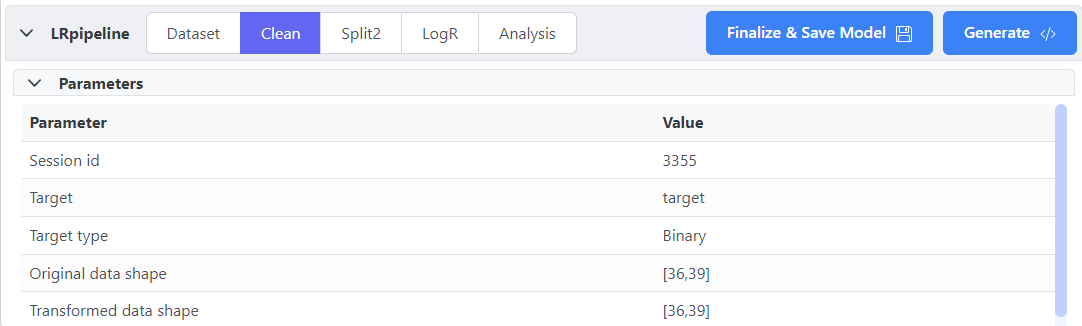 LRpipeline Dataset Clean Split2 LogR Analysis Finalize & Save Model Generate </>
Parameters
Parameter Value
Session id 3355
Target target
Target type Binary
Original data shape [36,39]
Transformed data shape [36,39]